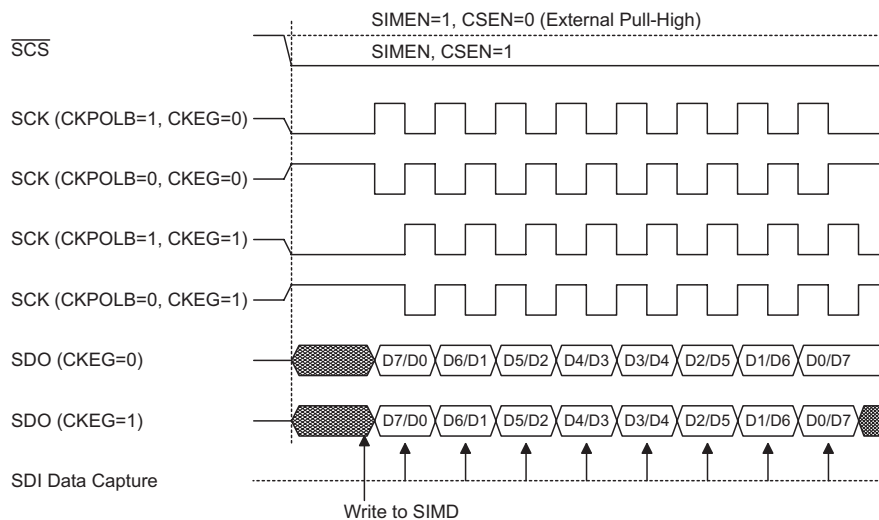 SIMEN=1, CSEN=0 (External Pull-High)
SCS
SIMEN, CSEN=1
SCK (CKPOLB=1, CKEG=0)
SCK (CKPOLB=0, CKEG=0)
SCK (CKPOLB=1, CKEG=1)
SCK (CKPOLB=0, CKEG=1)
SDO (CKEG=0) D7/D0 D6/D1 D5/D2 D4/D3 D3/D4 D2/D5 D1/D6 D0/D7
SDO (CKEG=1) D7/D0 D6/D1 D5/D2 D4/D3 D3/D4 D2/D5 D1/D6 D0/D7
SDI Data Capture
Write to SIMD